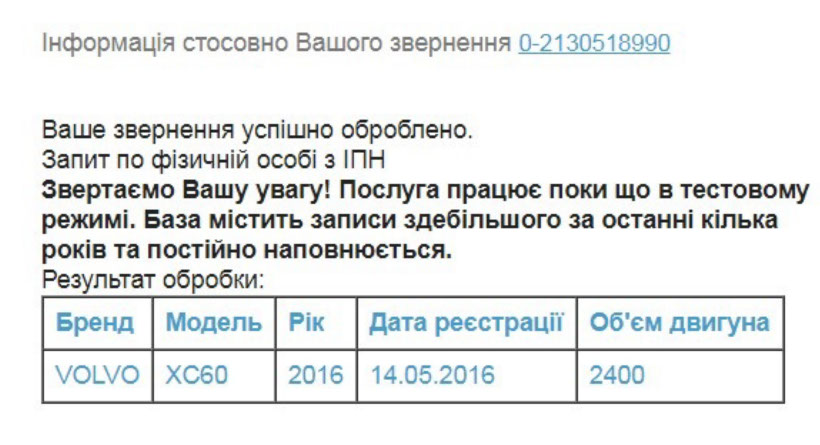 Інформація стосовно Вашого звернення 0-2130518990
Ваше звернення успішно оброблено.
Запит по фізичній особі з ІПН
Звертаємо Вашу увагу! Послуга працює поки що в тестовому
режимі. База містить записи здебільшого за останні кілька
років та постійно наповнюється.
Результат обробки:
Бренд Модель Рік Дата реєстрації Об'єм двигуна
VOLVO XC60 2016 14.05.2016 2400